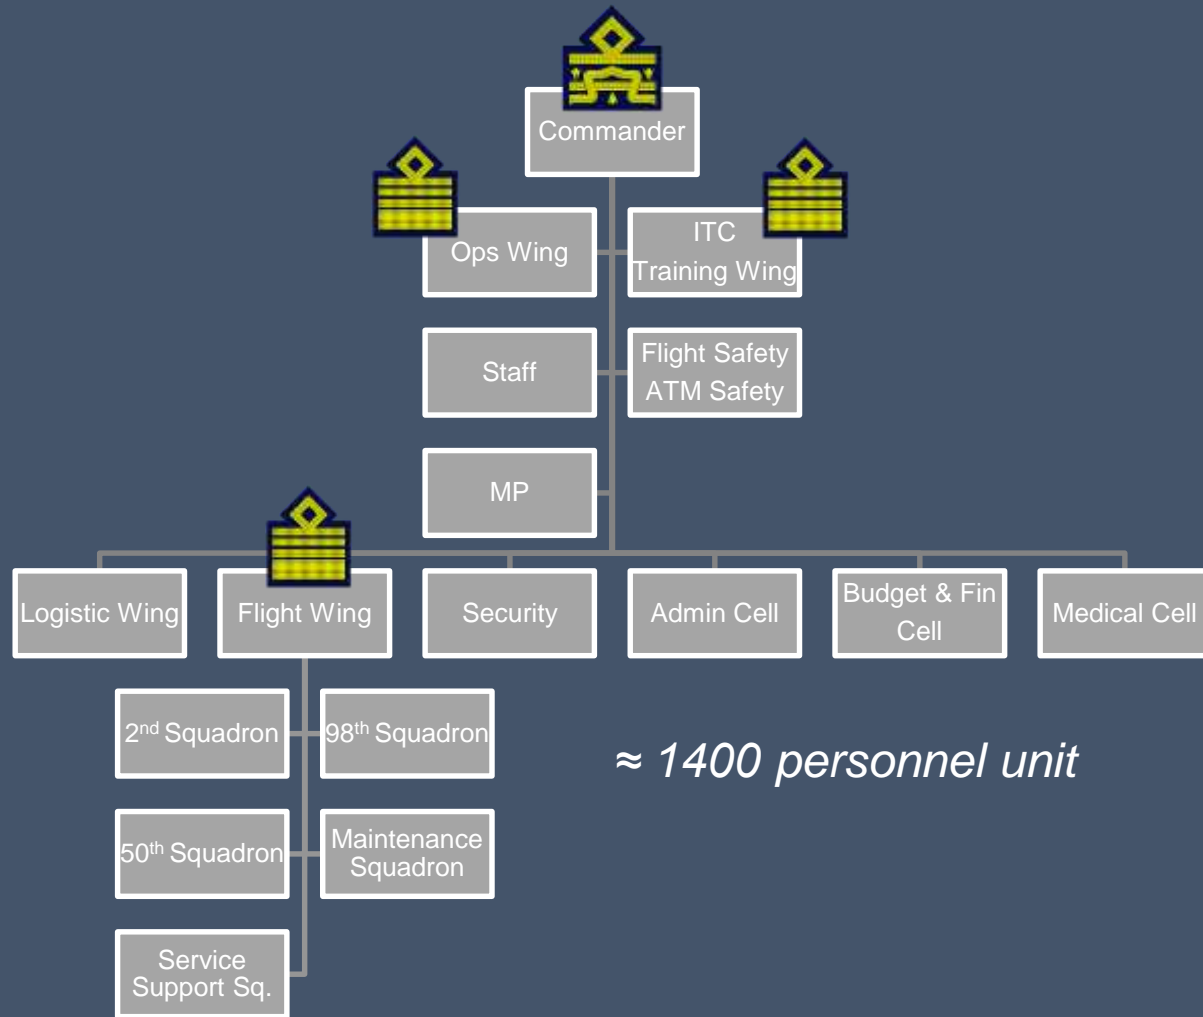 Commander
Ops Wing
ITC
Training Wing
Staff
Flight Safety
ATM Safety
MP
Logistic Wing
Flight Wing
Security
Admin Cell
Budget & Fin
Cell
Medical Cell
2nd Squadron
98th Squadron
≈ 1400 personnel unit
50th Squadron
Maintenance
Squadron
Service
Support Sq.